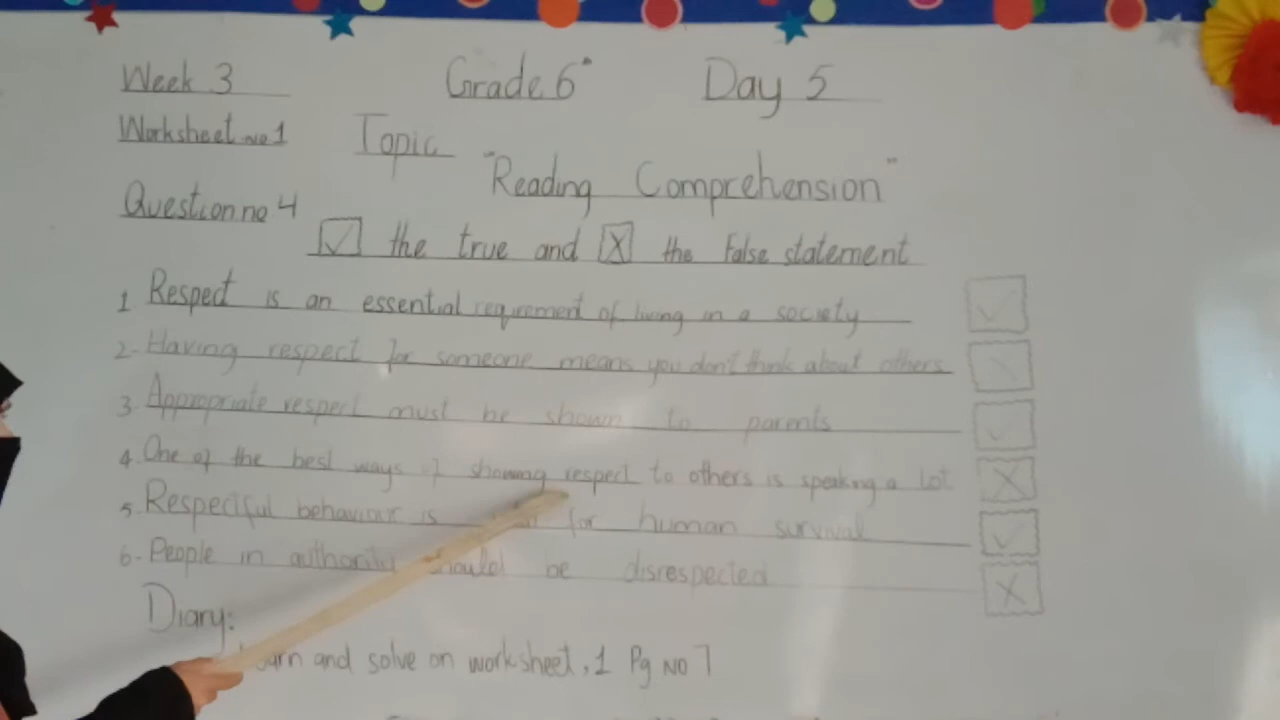 Week 3 Grade 6" Day 5
Worksheet no 1 Topic
"Reading Comprehension"
Question no 4
☑ the true and ☒ the False statement
1 Respect is an essential requirement of living in a society ✓
2- Having respect for someone means you don't think about others
3 Appropriate respect must be shown to parents ✓
4 One of the best ways of showing respect to others is speaking a lot X
5 Respectful behaviour is for human survival ✓
6- People in authority should be disrespected X
Diary:
and solve on worksheet, 1 Pg No 7